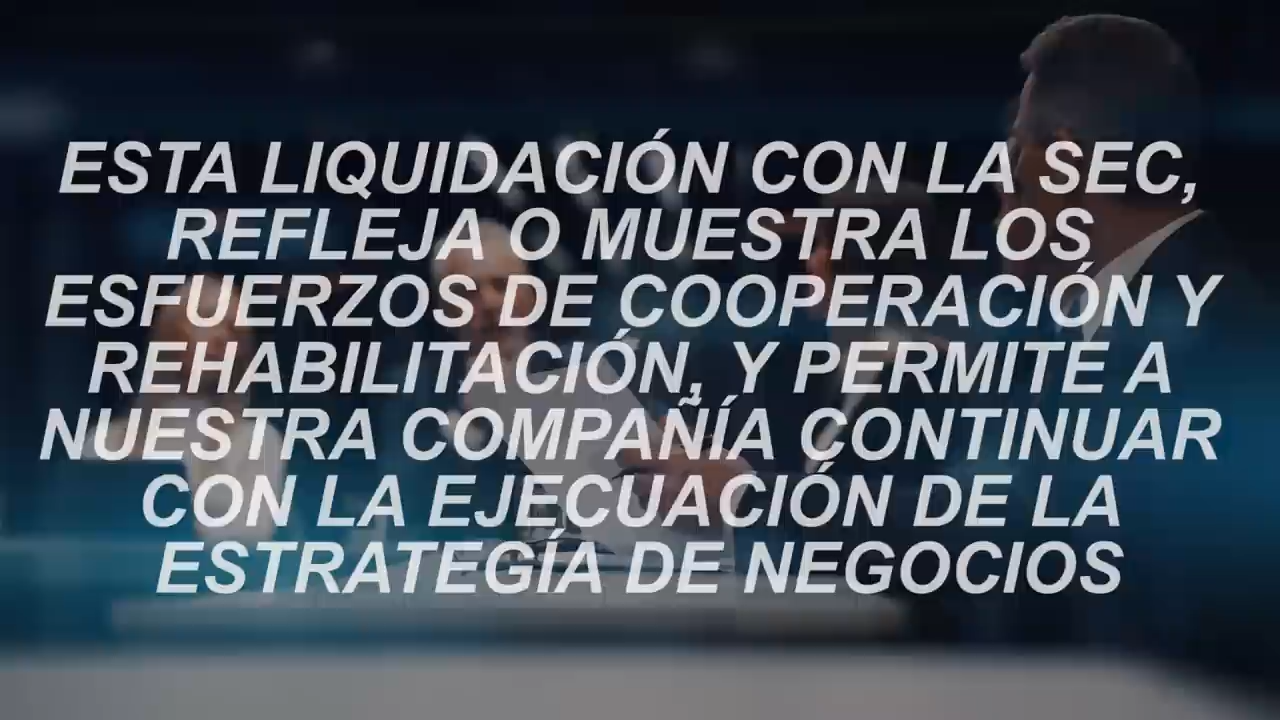 ESTA LIQUIDACIÓN CON LA SEC,
REFLEJA O MUESTRA LOS
ESFUERZOS DE COOPERACIÓN Y
REHABILITACIÓN, Y PERMITE A
NUESTRA COMPAÑÍA CONTINUAR
CON LA EJECUACIÓN DE LA
ESTRATEGÍA DE NEGOCIOS